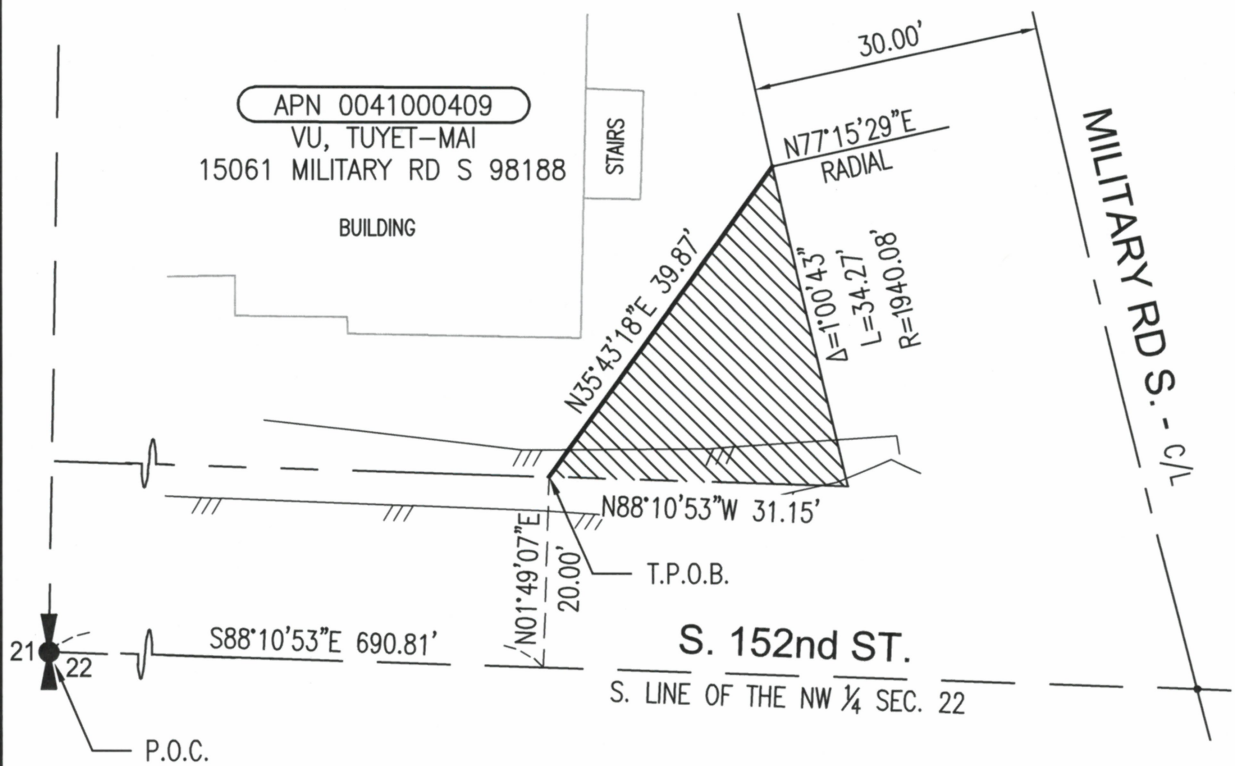 30.00'
APN 0041000409
VU, TUYET-MAI
15061 MILITARY RD S 98188
STAIRS
N77°15'29"E
RADIAL
BUILDING
MILITARY RD S. - C/L
N35°43'18"E 39.87'
Δ=1°00'43"
L=34.27'
R=1940.08'
N88°10'53"W 31.15'
N01°49'07"E
20.00'
T.P.O.B.
S88°10'53"E 690.81'
S. 152nd ST.
21
22
S. LINE OF THE NW ¼ SEC. 22
P.O.C.